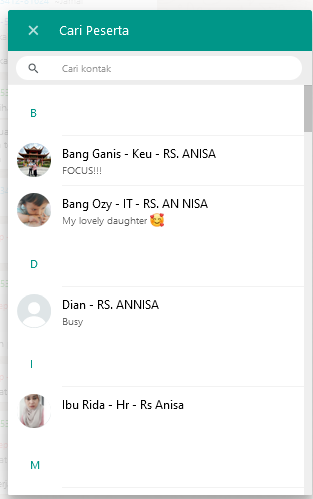 Cari Peserta
Cari kontak
B
Bang Ganis - Keu - RS. ANISA
FOCUS!!!
Bang Ozy - IT - RS. AN NISA
My lovely daughter 🥰
D
Dian - RS. ANNISA
Busy
I
Ibu Rida - Hr - Rs Anisa
M